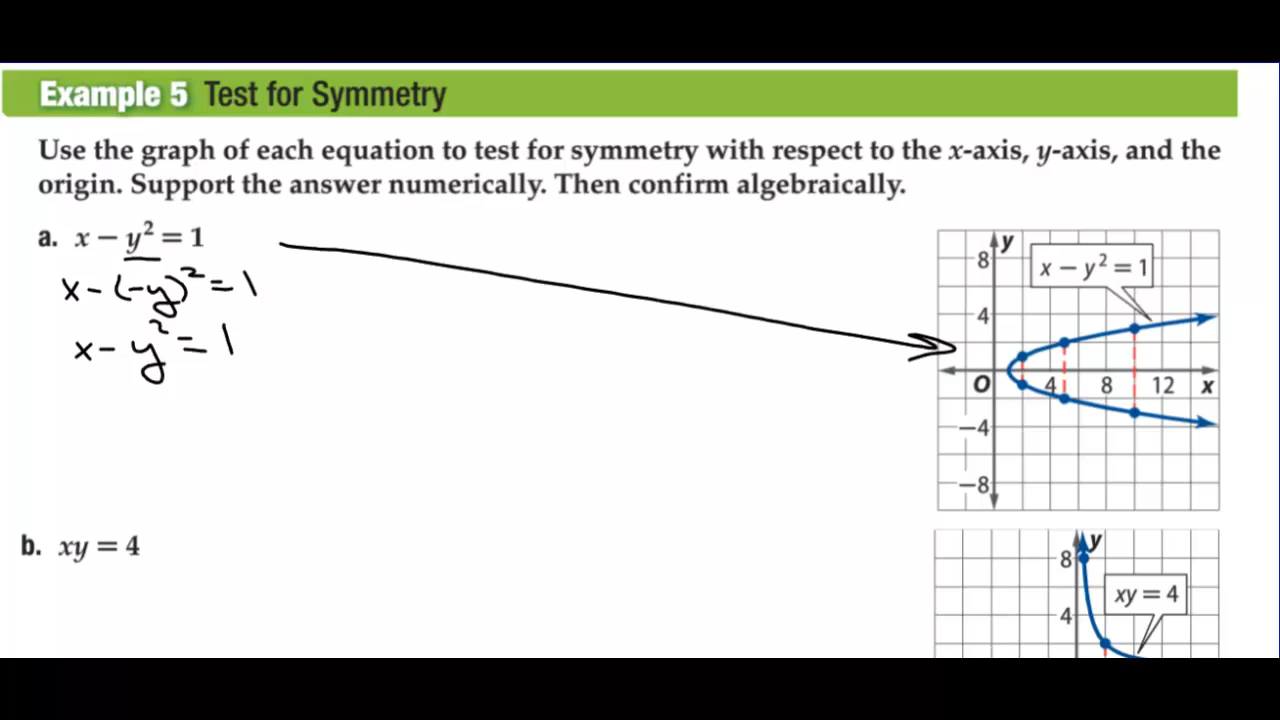 Example 5 Test for Symmetry
Use the graph of each equation to test for symmetry with respect to the x-axis, y-axis, and the
origin. Support the answer numerically. Then confirm algebraically.
a. x − y² = 1
x - (-y)² = 1
x - y² = 1
y
8
x − y² = 1
4
O
4
8
12
x
−4
−8
b. xy = 4
y
8
xy = 4
4